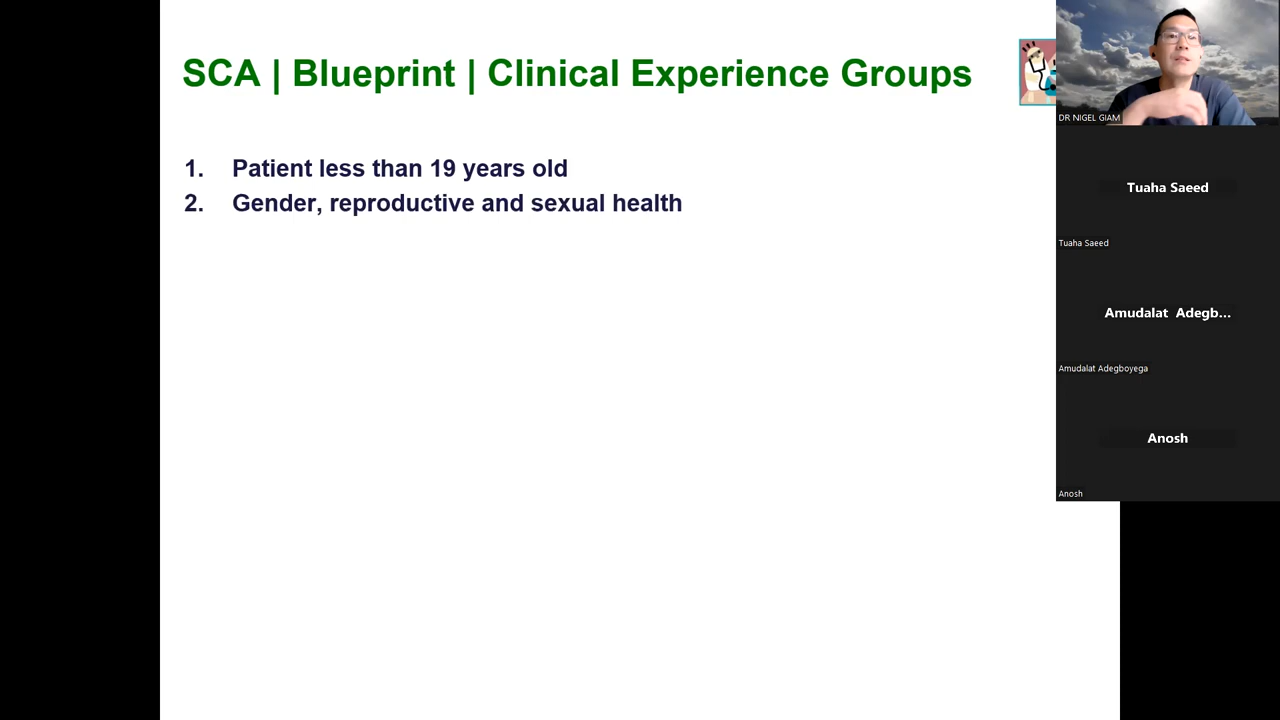 SCA | Blueprint | Clinical Experience Groups
1. Patient less than 19 years old
2. Gender, reproductive and sexual health
DR NIGEL GIAM
Tuaha Saeed
Tuaha Saeed
Amudalat Adegb...
Amudalat Adegboyega
Anosh
Anosh